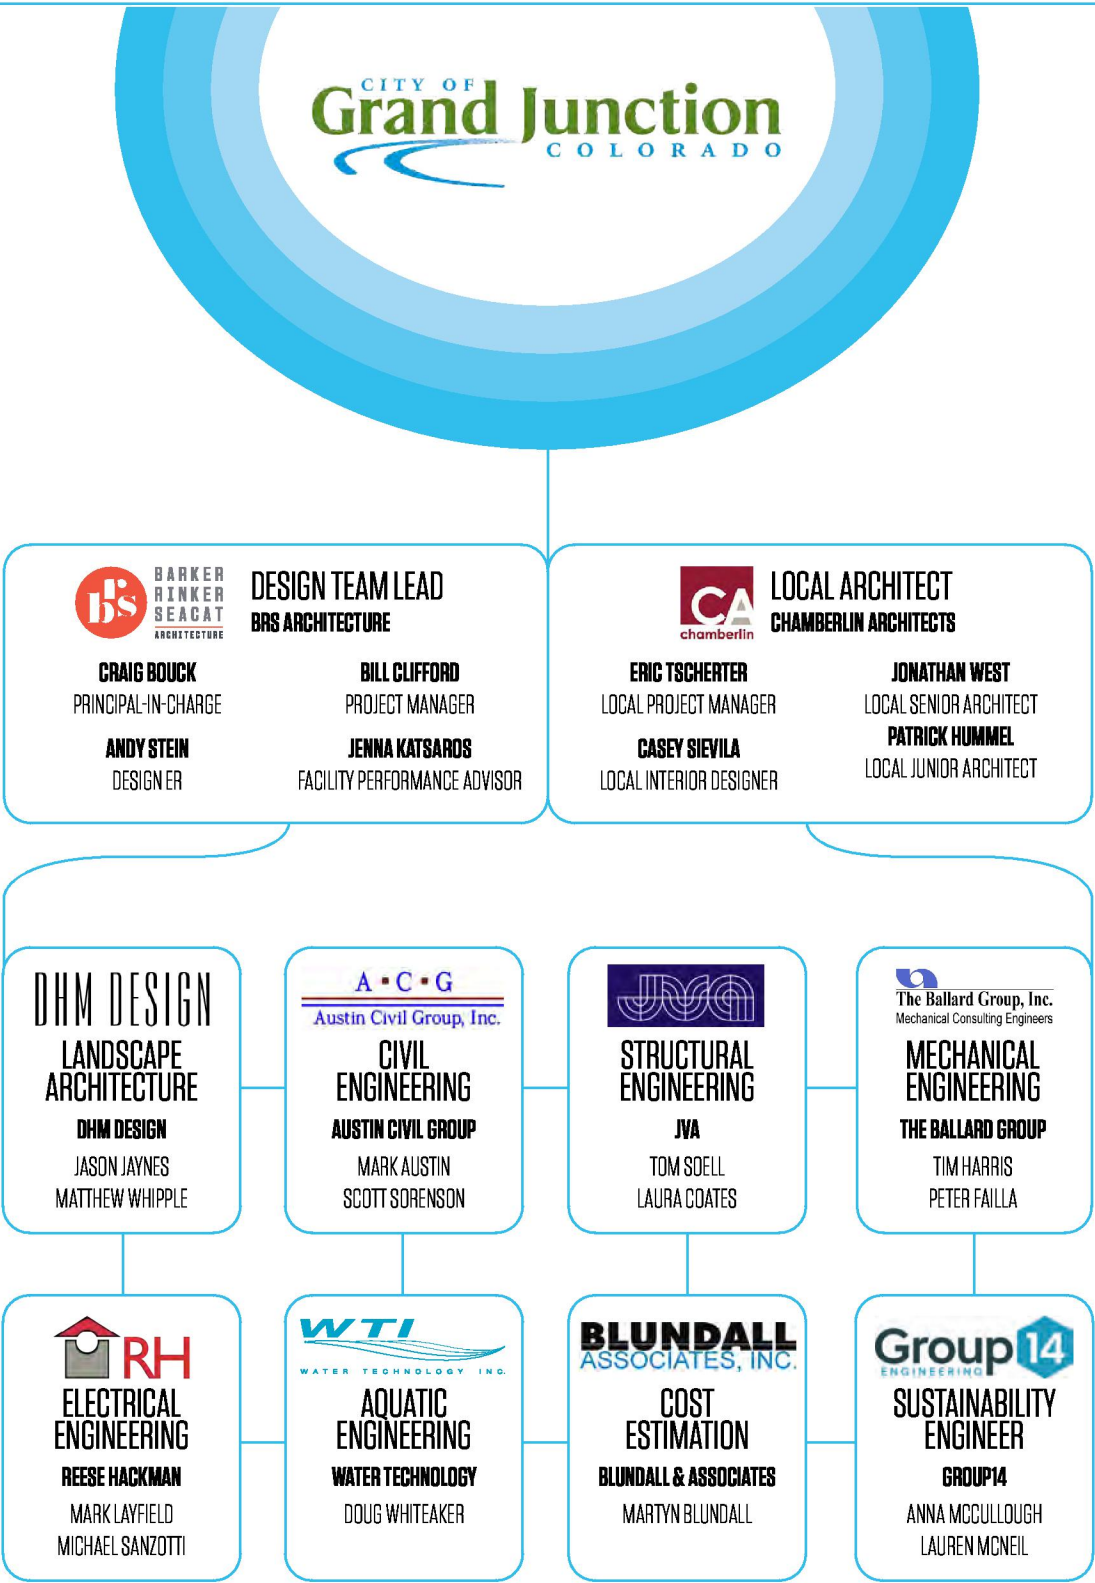 CITY OF
Grand Junction
COLORADO
brs
BARKER
RINKER
SEACAT
ARCHITECTURE
DESIGN TEAM LEAD
BRS ARCHITECTURE
CRAIG BOUCK
PRINCIPAL-IN-CHARGE
BILL CLIFFORD
PROJECT MANAGER
ANDY STEIN
DESIGN ER
JENNA KATSAROS
FACILITY PERFORMANCE ADVISOR
CA
chamberlin
LOCAL ARCHITECT
CHAMBERLIN ARCHITECTS
ERIC TSCHERTER
LOCAL PROJECT MANAGER
JONATHAN WEST
LOCAL SENIOR ARCHITECT
CASEY SIEVILA
LOCAL INTERIOR DESIGNER
PATRICK HUMMEL
LOCAL JUNIOR ARCHITECT
DHM DESIGN
LANDSCAPE
ARCHITECTURE
DHM DESIGN
JASON JAYNES
MATTHEW WHIPPLE
A • C • G
Austin Civil Group, Inc.
CIVIL
ENGINEERING
AUSTIN CIVIL GROUP
MARK AUSTIN
SCOTT SORENSON
JVA
STRUCTURAL
ENGINEERING
JVA
TOM SOELL
LAURA COATES
The Ballard Group, Inc.
Mechanical Consulting Engineers
MECHANICAL
ENGINEERING
THE BALLARD GROUP
TIM HARRIS
PETER FAILLA
RH
ELECTRICAL
ENGINEERING
REESE HACKMAN
MARK LAYFIELD
MICHAEL SANZOTTI
WTI
WATER TECHNOLOGY INC.
AQUATIC
ENGINEERING
WATER TECHNOLOGY
DOUG WHITEAKER
BLUNDALL
ASSOCIATES, INC.
COST
ESTIMATION
BLUNDALL & ASSOCIATES
MARTYN BLUNDALL
Group14
ENGINEERING
SUSTAINABILITY
ENGINEER
GROUP14
ANNA MCCULLOUGH
LAUREN MCNEIL